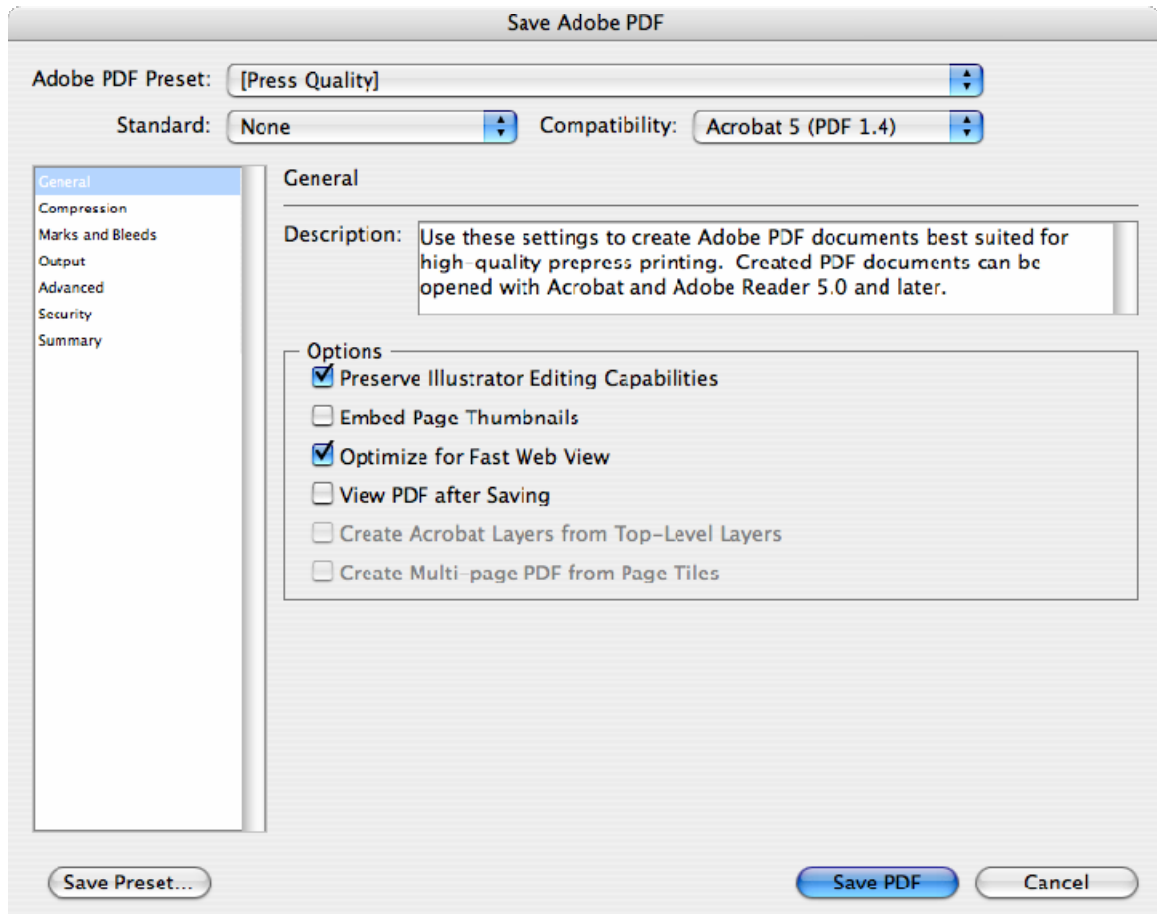 Save Adobe PDF
Adobe PDF Preset: [Press Quality]
Standard: None Compatibility: Acrobat 5 (PDF 1.4)
General
Compression
Marks and Bleeds
Output
Advanced
Security
Summary
General
Description: Use these settings to create Adobe PDF documents best suited for
high-quality prepress printing. Created PDF documents can be
opened with Acrobat and Adobe Reader 5.0 and later.
Options
Preserve Illustrator Editing Capabilities
Embed Page Thumbnails
Optimize for Fast Web View
View PDF after Saving
Create Acrobat Layers from Top-Level Layers
Create Multi-page PDF from Page Tiles
Save Preset... Save PDF Cancel